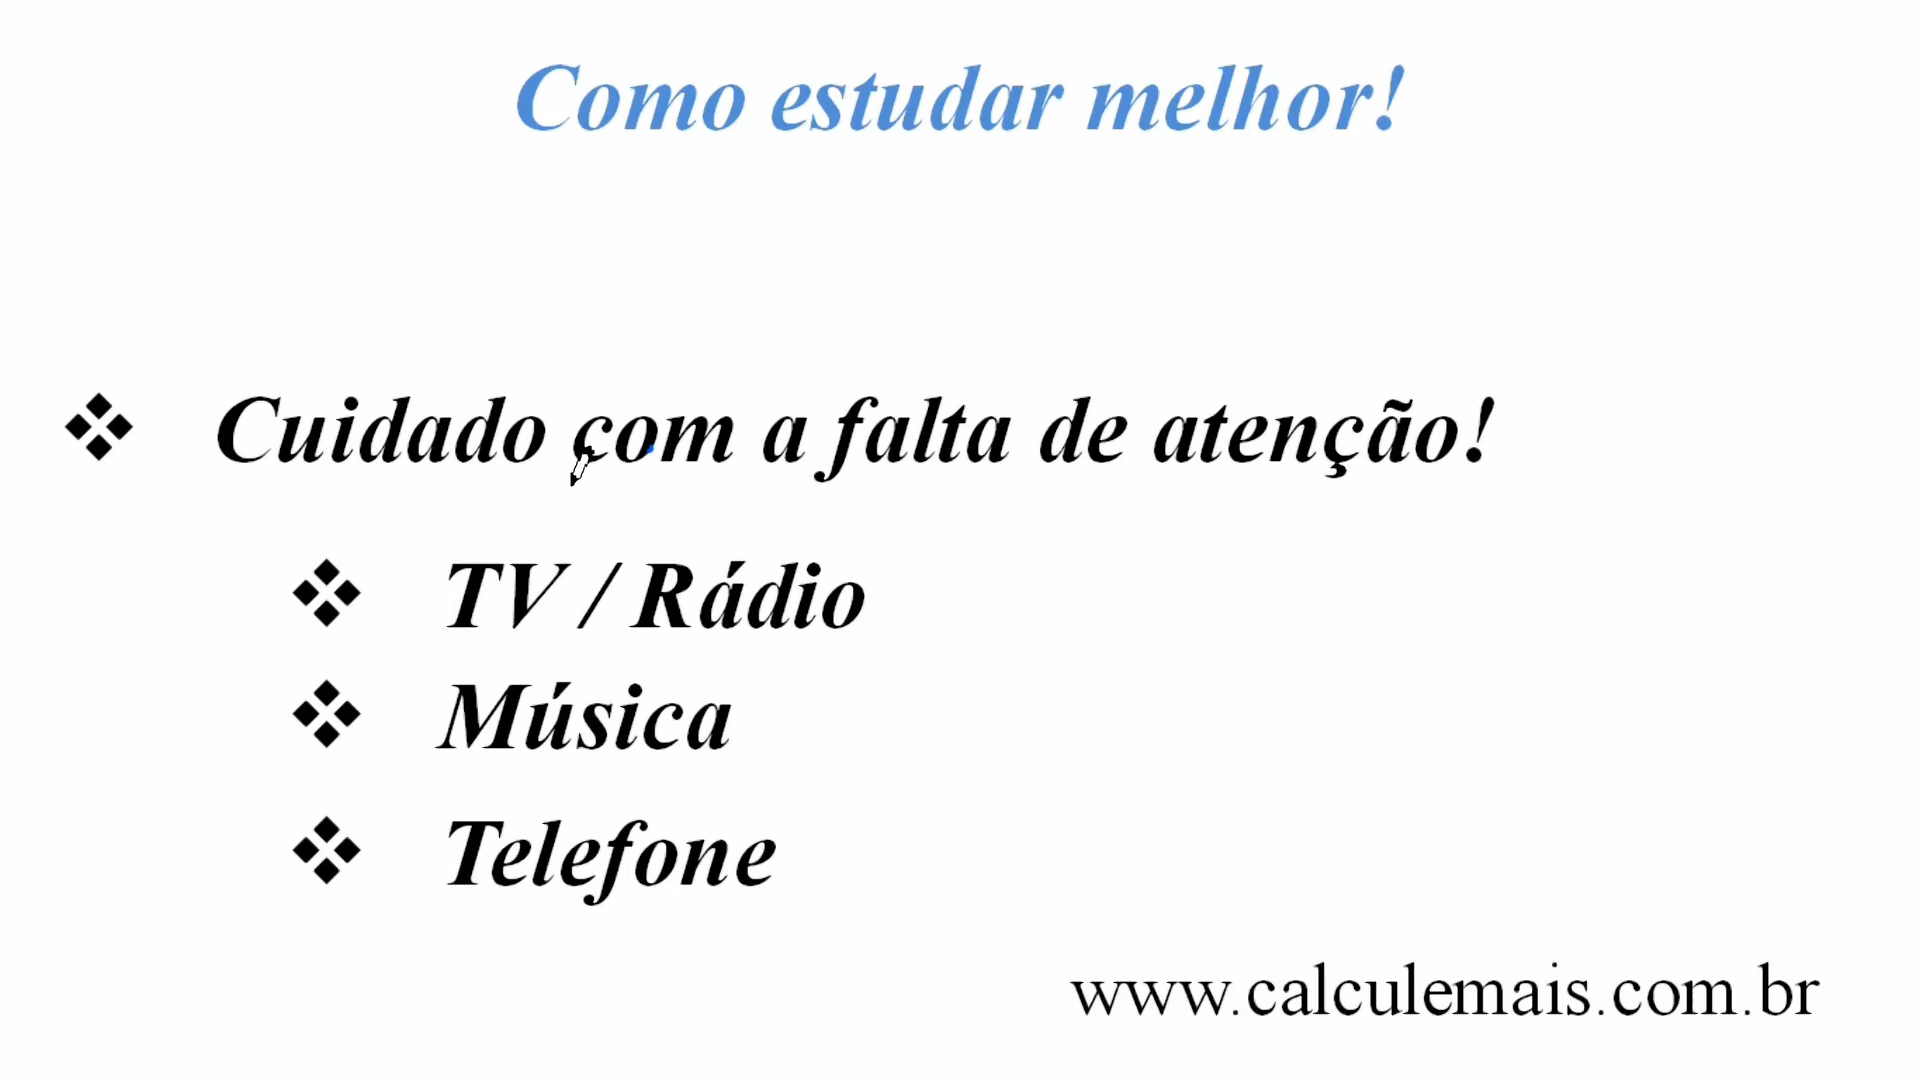 Como estudar melhor!
Cuidado com a falta de atenção!
TV / Rádio
Música
Telefone
www.calculemais.com.br